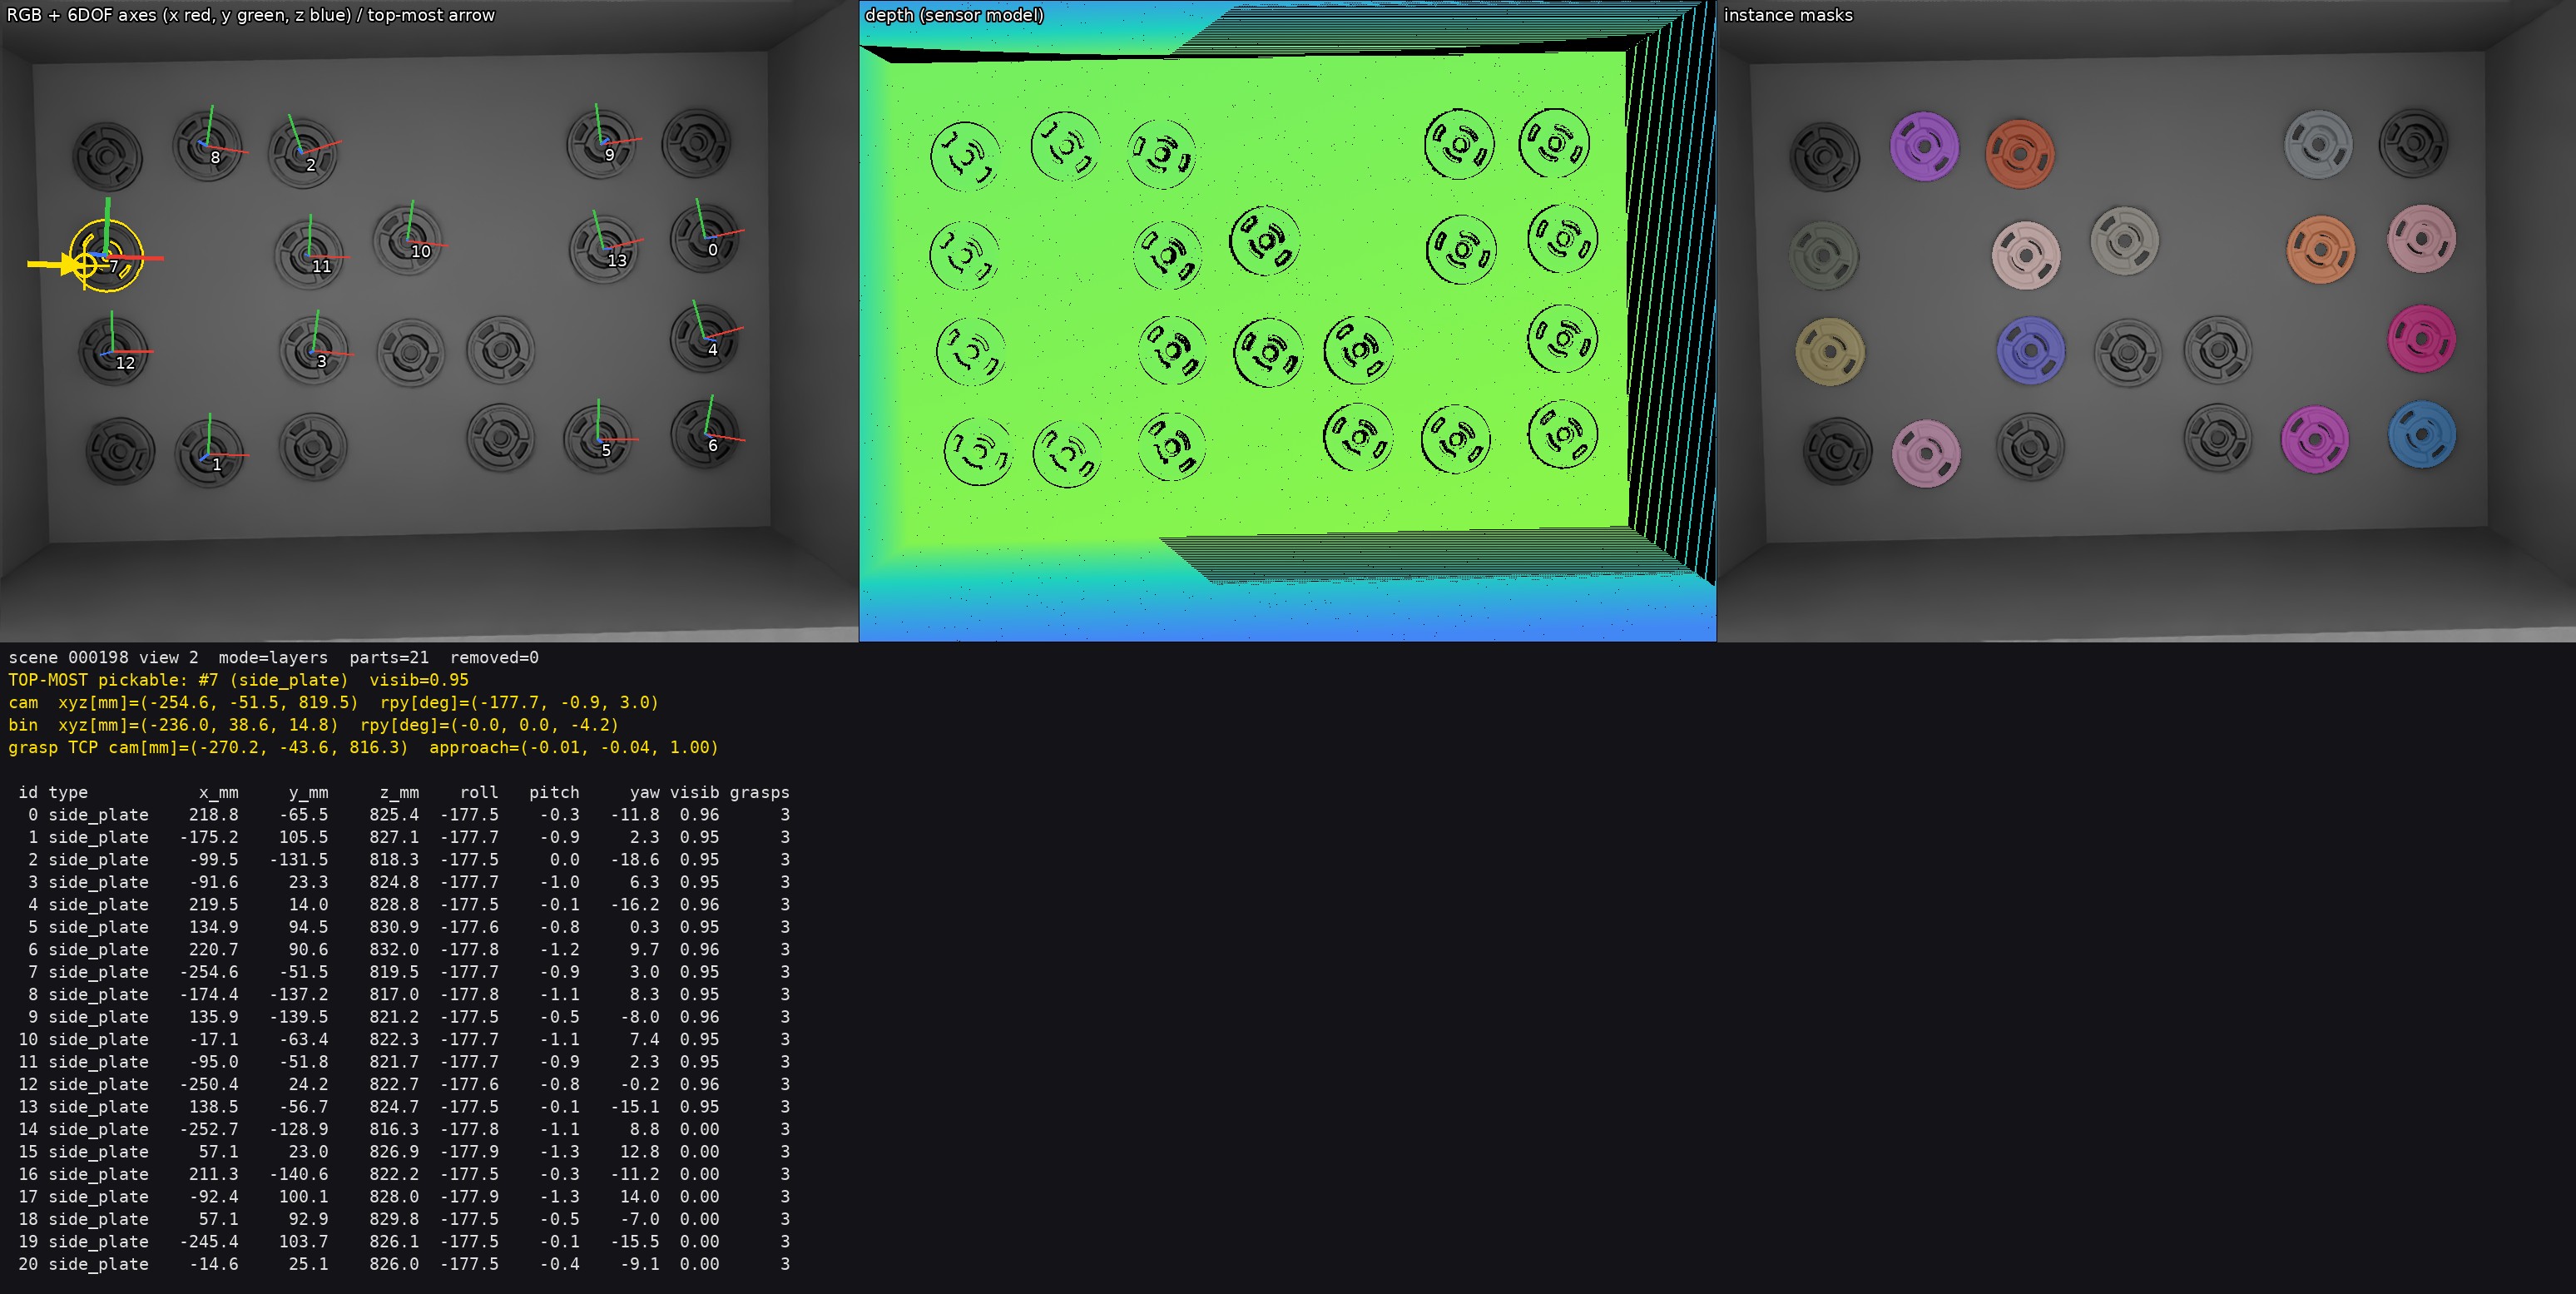 RGB + 6DOF axes (x red, y green, z blue) / top-most arrow
depth (sensor model)
instance masks
8
2
9
7
11
10
13
0
12
3
4
1
5
6
scene 000198 view 2 mode=layers parts=21 removed=0
TOP-MOST pickable: #7 (side_plate) visib=0.95
cam xyz[mm]=(-254.6, -51.5, 819.5) rpy[deg]=(-177.7, -0.9, 3.0)
bin xyz[mm]=(-236.0, 38.6, 14.8) rpy[deg]=(-0.0, 0.0, -4.2)
grasp TCP cam[mm]=(-270.2, -43.6, 816.3) approach=(-0.01, -0.04, 1.00)
id type x_mm y_mm z_mm roll pitch yaw visib grasps
0 side_plate 218.8 -65.5 825.4 -177.5 -0.3 -11.8 0.96 3
1 side_plate -175.2 105.5 827.1 -177.7 -0.9 2.3 0.95 3
2 side_plate -99.5 -131.5 818.3 -177.5 0.0 -18.6 0.95 3
3 side_plate -91.6 23.3 824.8 -177.7 -1.0 6.3 0.95 3
4 side_plate 219.5 14.0 828.8 -177.5 -0.1 -16.2 0.96 3
5 side_plate 134.9 94.5 830.9 -177.6 -0.8 0.3 0.95 3
6 side_plate 220.7 90.6 832.0 -177.8 -1.2 9.7 0.96 3
7 side_plate -254.6 -51.5 819.5 -177.7 -0.9 3.0 0.95 3
8 side_plate -174.4 -137.2 817.0 -177.8 -1.1 8.3 0.95 3
9 side_plate 135.9 -139.5 821.2 -177.5 -0.5 -8.0 0.96 3
10 side_plate -17.1 -63.4 822.3 -177.7 -1.1 7.4 0.95 3
11 side_plate -95.0 -51.8 821.7 -177.7 -0.9 2.3 0.95 3
12 side_plate -250.4 24.2 822.7 -177.6 -0.8 -0.2 0.96 3
13 side_plate 138.5 -56.7 824.7 -177.5 -0.1 -15.1 0.95 3
14 side_plate -252.7 -128.9 816.3 -177.8 -1.1 8.8 0.00 3
15 side_plate 57.1 23.0 826.9 -177.9 -1.3 12.8 0.00 3
16 side_plate 211.3 -140.6 822.2 -177.5 -0.3 -11.2 0.00 3
17 side_plate -92.4 100.1 828.0 -177.9 -1.3 14.0 0.00 3
18 side_plate 57.1 92.9 829.8 -177.5 -0.5 -7.0 0.00 3
19 side_plate -245.4 103.7 826.1 -177.5 -0.1 -15.5 0.00 3
20 side_plate -14.6 25.1 826.0 -177.5 -0.4 -9.1 0.00 3